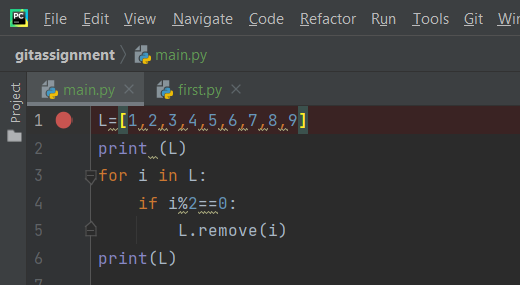 PC File Edit View Navigate Code Refactor Run Tools Git
gitassignment main.py
main.py first.py
Project
1 L=[1,2,3,4,5,6,7,8,9]
2 print (L)
3 for i in L:
4     if i%2==0:
5         L.remove(i)
6 print(L)